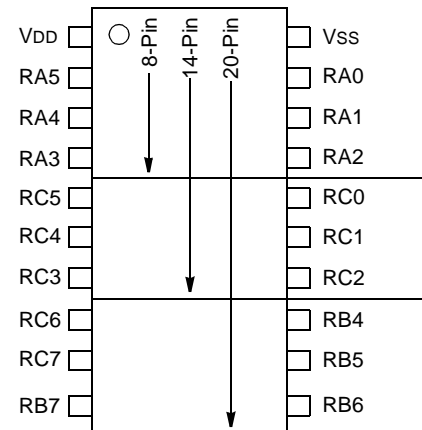 VDD 8-Pin 14-Pin 20-Pin VSS
RA5 RA0
RA4 RA1
RA3 RA2
RC5 RC0
RC4 RC1
RC3 RC2
RC6 RB4
RC7 RB5
RB7 RB6